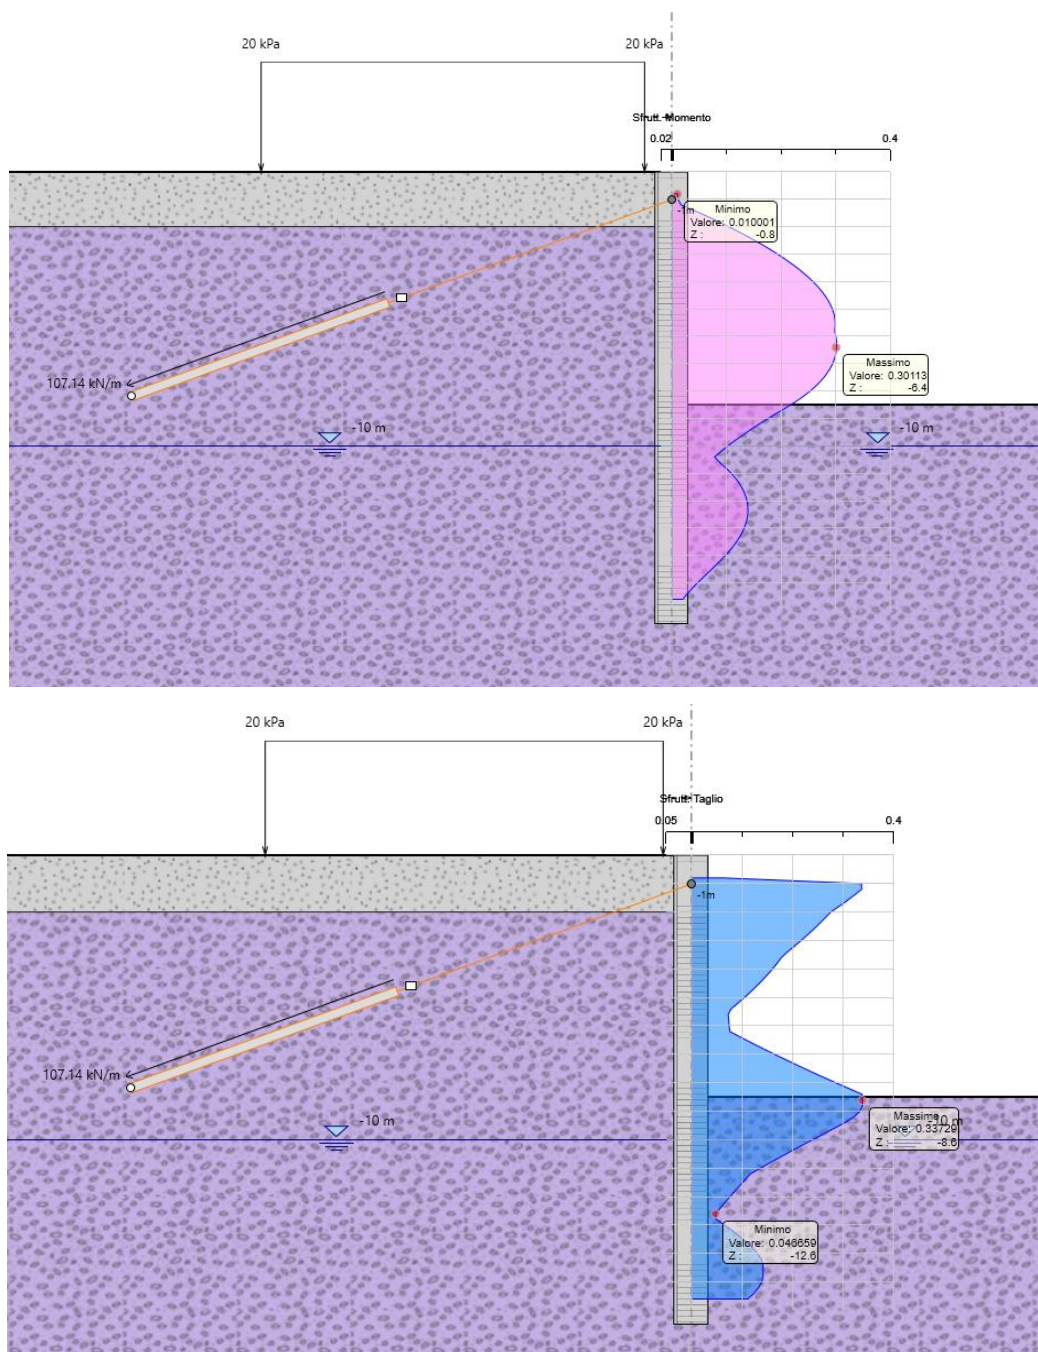 20 kPa
20 kPa
Sfrutt. Momento
0.02
0.4
-1m
Minimo
Valore: 0.010001
Z : -0.8
Massimo
Valore: 0.30113
Z : -6.4
107.14 kN/m
-10 m
-10 m
20 kPa
20 kPa
Sfrutt. Taglio
0.05
0.4
-1m
107.14 kN/m
-10 m
-10 m
Massimo
Valore: 0.33729
Z : -8.6
Minimo
Valore: 0.046659
Z : -12.6